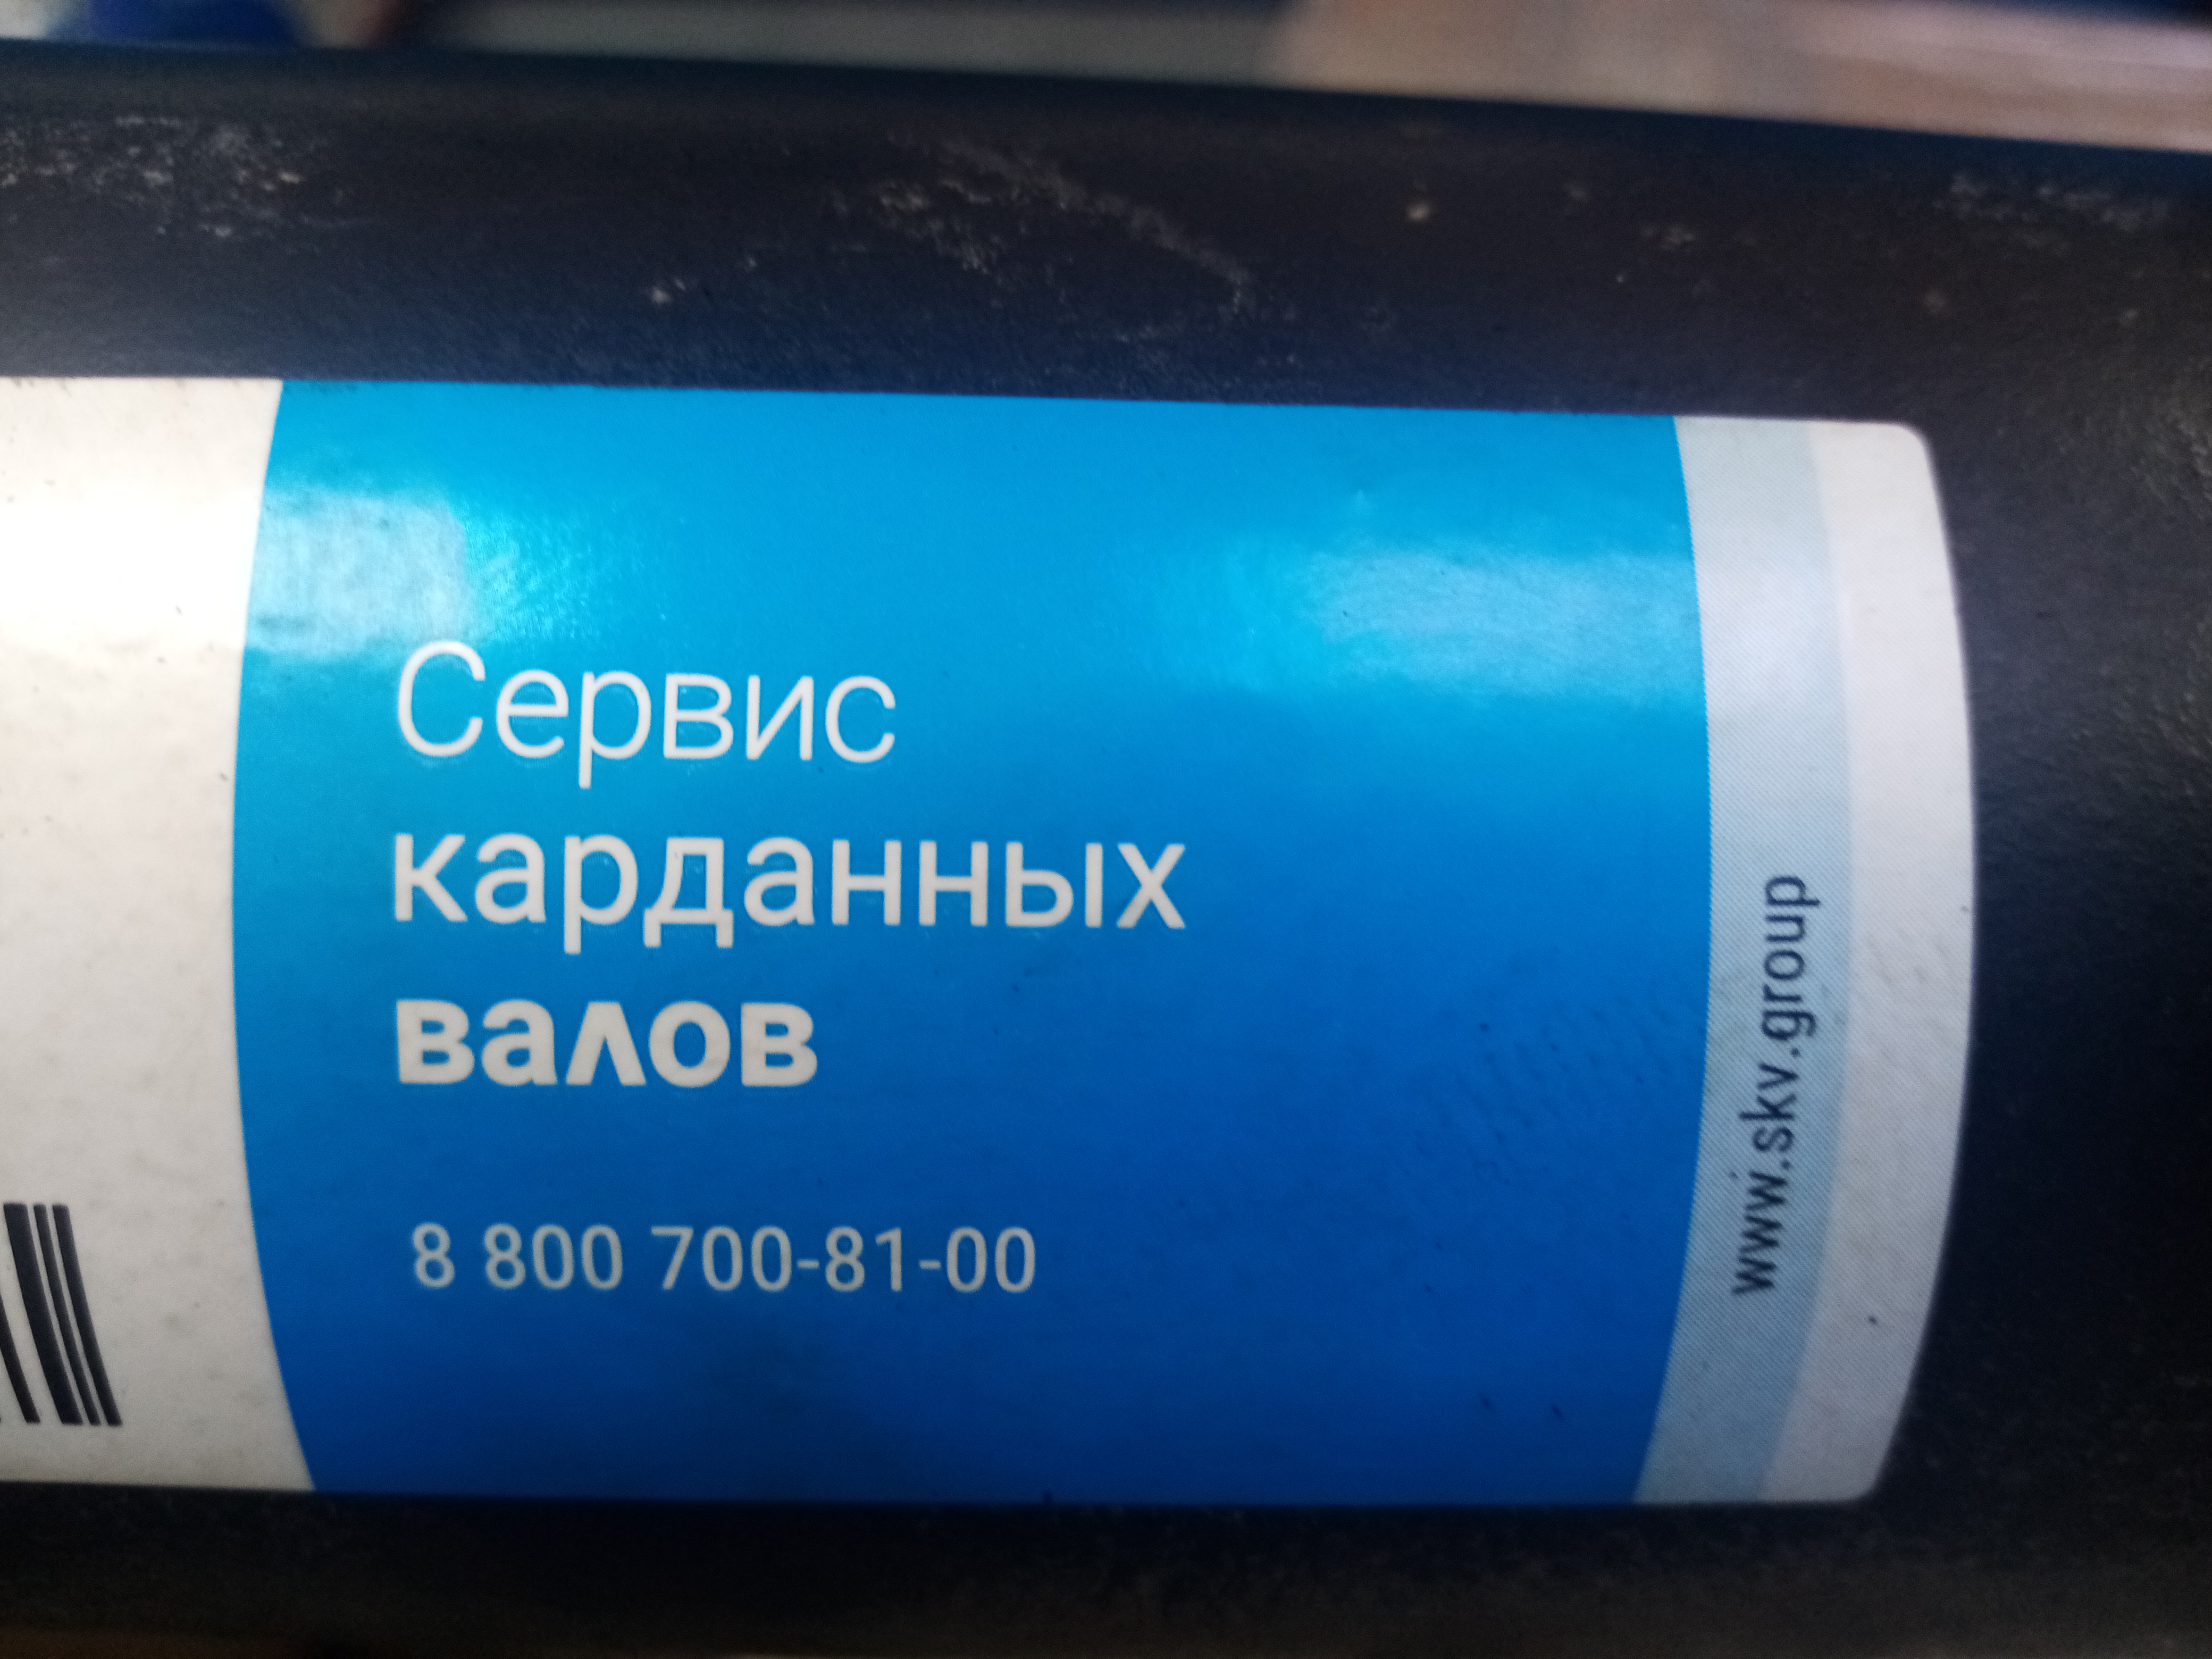 Сервис
карданных
валов
8 800 700-81-00
www.skv.group